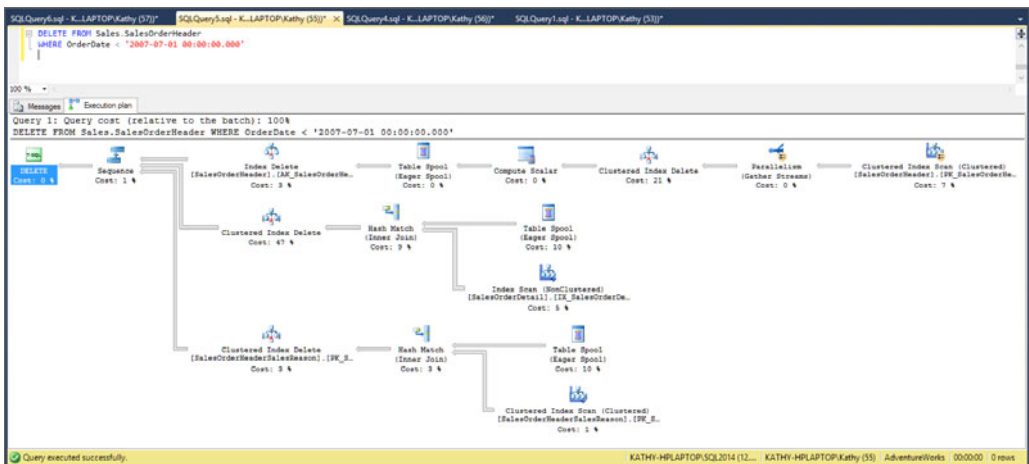 SQLQuery6.sql - K...LAPTOP\Kathy (57))*
SQLQuery5.sql - K...LAPTOP\Kathy (55))*
SQLQuery4.sql - K...LAPTOP\Kathy (56))*
SQLQuery1.sql - K...LAPTOP\Kathy (53))*
DELETE FROM Sales.SalesOrderHeader
WHERE OrderDate < '2007-07-01 00:00:00.000'
100 %
Messages Execution plan
Query 1: Query cost (relative to the batch): 100%
DELETE FROM Sales.SalesOrderHeader WHERE OrderDate < '2007-07-01 00:00:00.000'
T-SQL
DELETE
Cost: 0 %
Sequence
Cost: 1 %
Index Delete
[SalesOrderHeader].[AK_SalesOrderHe…
Cost: 3 %
Table Spool
(Eager Spool)
Cost: 0 %
Compute Scalar
Cost: 0 %
Clustered Index Delete
Cost: 21 %
Parallelism
(Gather Streams)
Cost: 0 %
Clustered Index Scan (Clustered)
[SalesOrderHeader].[PK_SalesOrderHe…
Cost: 7 %
Clustered Index Delete
Cost: 47 %
Hash Match
(Inner Join)
Cost: 9 %
Table Spool
(Eager Spool)
Cost: 10 %
Index Scan (NonClustered)
[SalesOrderDetail].[IX_SalesOrderDe…
Cost: 5 %
Clustered Index Delete
[SalesOrderHeaderSalesReason].[PK_S…
Cost: 3 %
Hash Match
(Inner Join)
Cost: 3 %
Table Spool
(Eager Spool)
Cost: 10 %
Clustered Index Scan (Clustered)
[SalesOrderHeaderSalesReason].[PK_S…
Cost: 1 %
Query executed successfully.
KATHY-HPLAPTOP\SQL2014 (12.... KATHY-HPLAPTOP\Kathy (55) AdventureWorks 00:00:00 0 rows